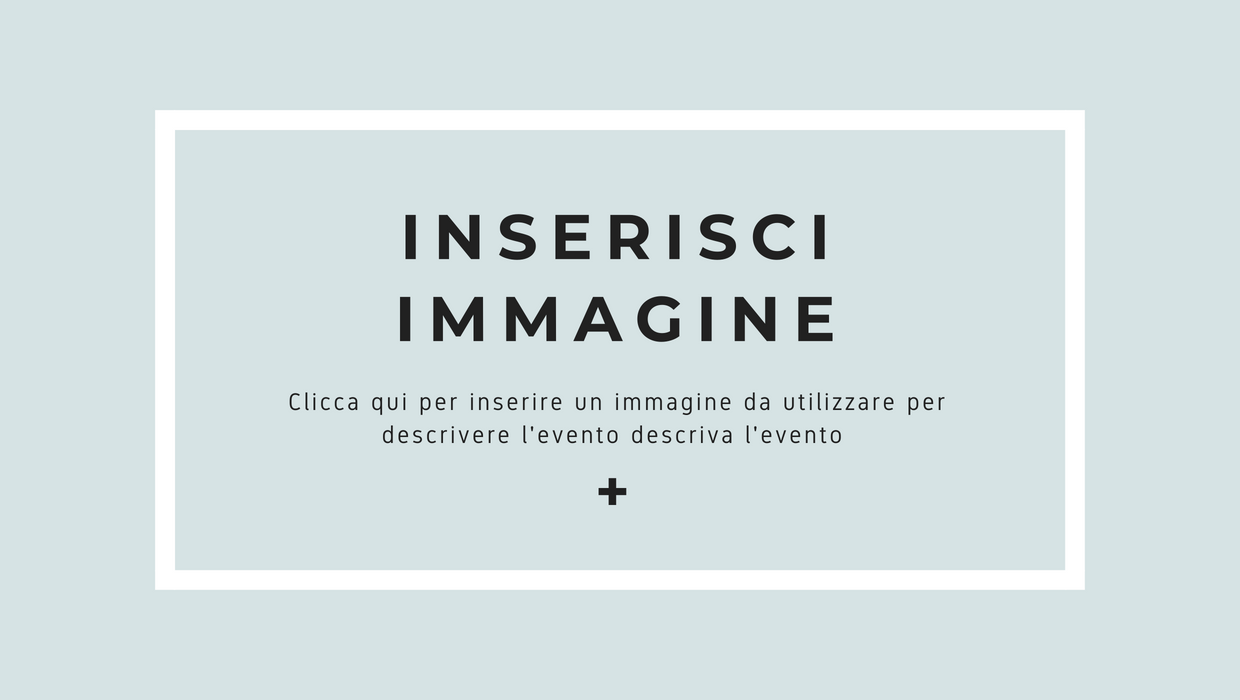 INSERISCI
IMMAGINE
Clicca qui per inserire un immagine da utilizzare per
descrivere l'evento descriva l'evento
+